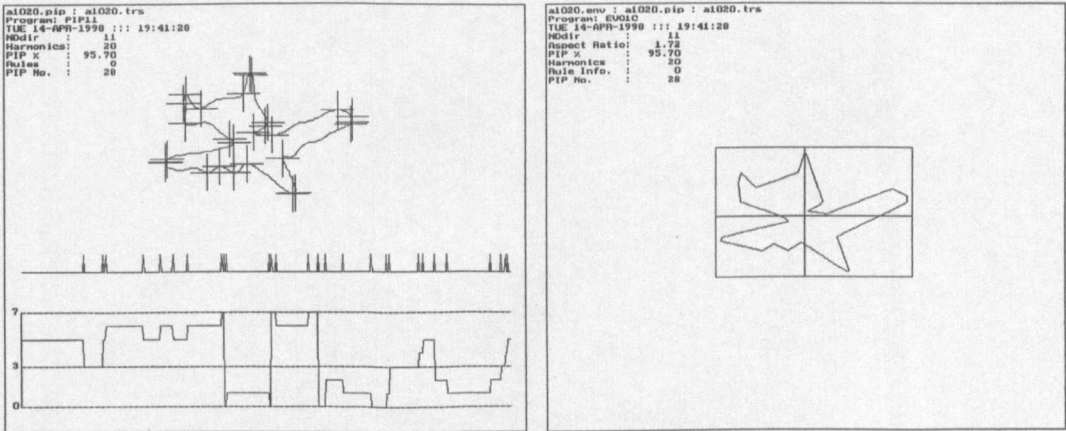 a1020.pip : a1020.trs
Program: PIP11
TUE 14-APR-1998 ::: 19:41:28
NDdir : 11
Harmonics: 20
PIP % : 95.70
Rules : 0
PIP No. : 28
7
3
0
a1020.env : a1020.pip : a1020.trs
Program: EVO1C
TUE 14-APR-1998 ::: 19:41:28
NDdir : 11
Aspect Ratio: 1.72
PIP % : 95.70
Harmonics : 20
Rule Info. : 0
PIP No. : 28